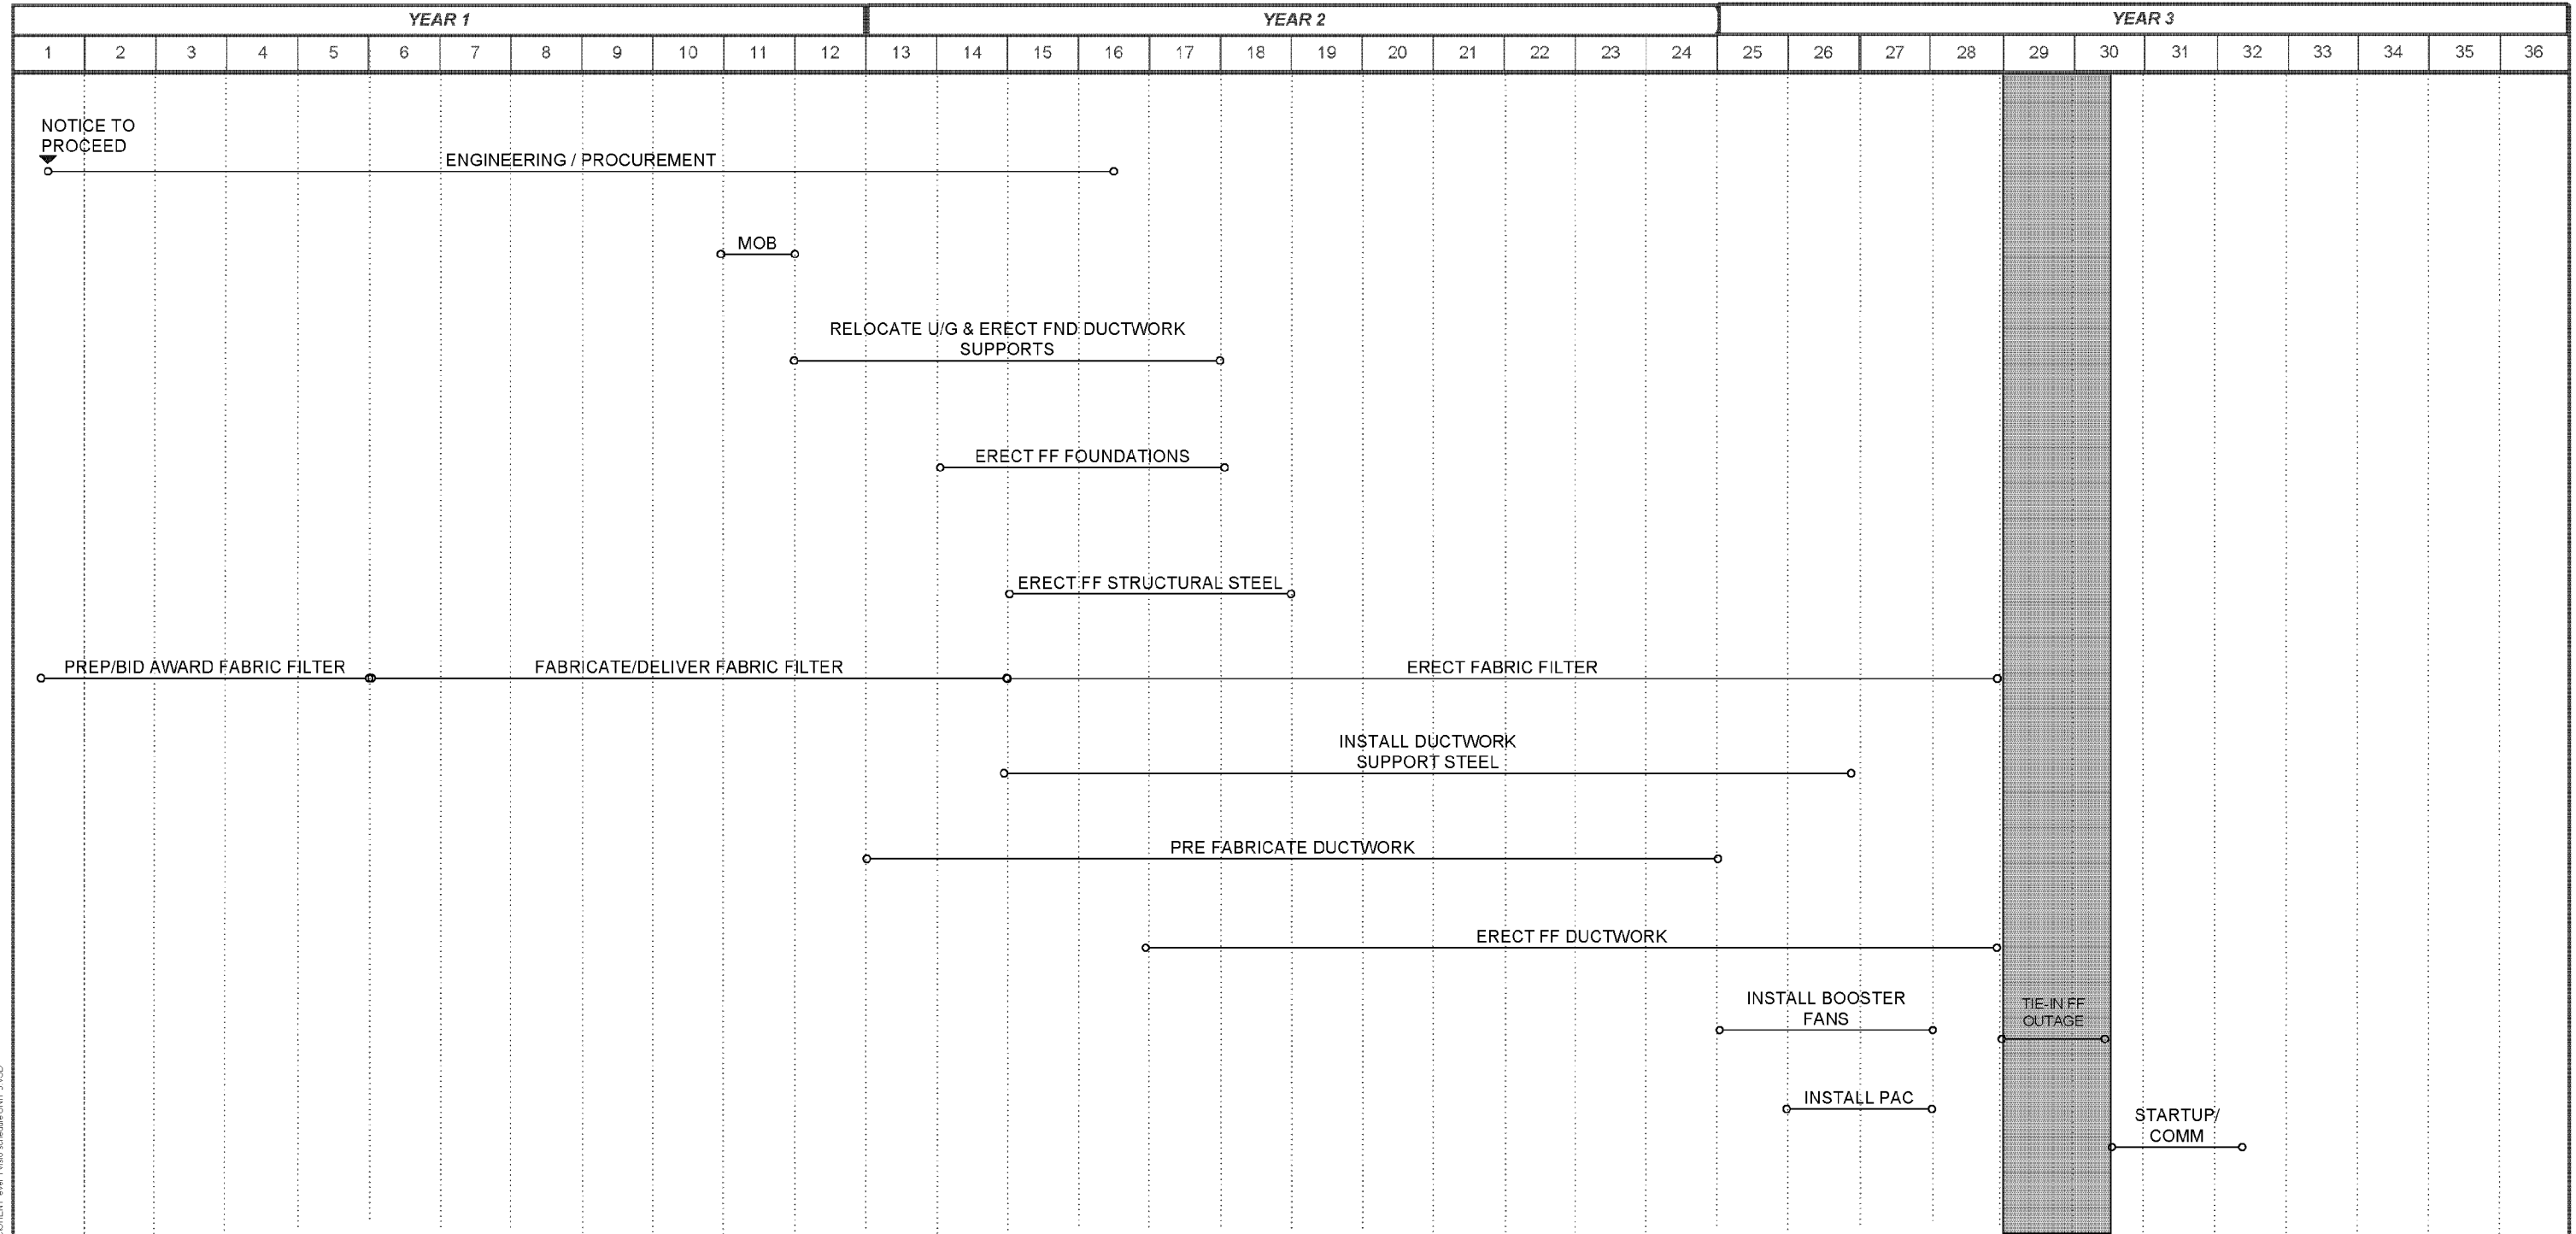 YEAR 1 YEAR 2 YEAR 3
1 2 3 4 5 6 7 8 9 10 11 12 13 14 15 16 17 18 19 20 21 22 23 24 25 26 27 28 29 30 31 32 33 34 35 36
NOTICE TO
PROCEED
ENGINEERING / PROCUREMENT
MOB
RELOCATE U/G & ERECT FND DUCTWORK
SUPPORTS
ERECT FF FOUNDATIONS
ERECT FF STRUCTURAL STEEL
PREP/BID AWARD FABRIC FILTER FABRICATE/DELIVER FABRIC FILTER ERECT FABRIC FILTER
INSTALL DUCTWORK
SUPPORT STEEL
PRE FABRICATE DUCTWORK
ERECT FF DUCTWORK
INSTALL BOOSTER
FANS
TIE-IN FF
OUTAGE
INSTALL PAC
STARTUP/
COMM